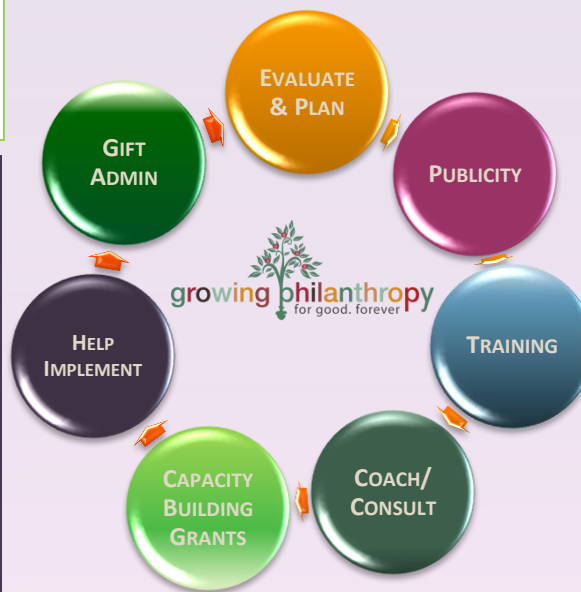 EVALUATE
& PLAN
PUBLICITY
TRAINING
COACH/
CONSULT
CAPACITY
BUILDING
GRANTS
HELP
IMPLEMENT
GIFT
ADMIN
growing philanthropy
for good. forever